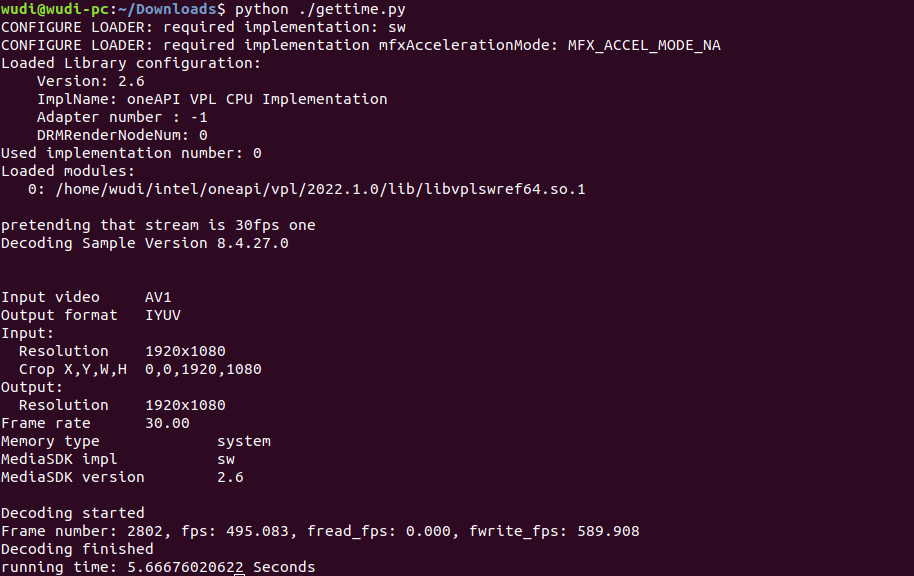 wudi@wudi-pc:~/Downloads$ python ./gettime.py
CONFIGURE LOADER: required implementation: sw
CONFIGURE LOADER: required implementation mfxAccelerationMode: MFX_ACCEL_MODE_NA
Loaded Library configuration:
    Version: 2.6
    ImplName: oneAPI VPL CPU Implementation
    Adapter number : -1
    DRMRenderNodeNum: 0
Used implementation number: 0
Loaded modules:
   0: /home/wudi/intel/oneapi/vpl/2022.1.0/lib/libvplswref64.so.1
pretending that stream is 30fps one
Decoding Sample Version 8.4.27.0
Input video     AV1
Output format   IYUV
Input:
  Resolution    1920x1080
  Crop X,Y,W,H  0,0,1920,1080
Output:
  Resolution    1920x1080
Frame rate      30.00
Memory type             system
MediaSDK impl           sw
MediaSDK version        2.6
Decoding started
Frame number: 2802, fps: 495.083, fread_fps: 0.000, fwrite_fps: 589.908
Decoding finished
running time: 5.66676020622 Seconds